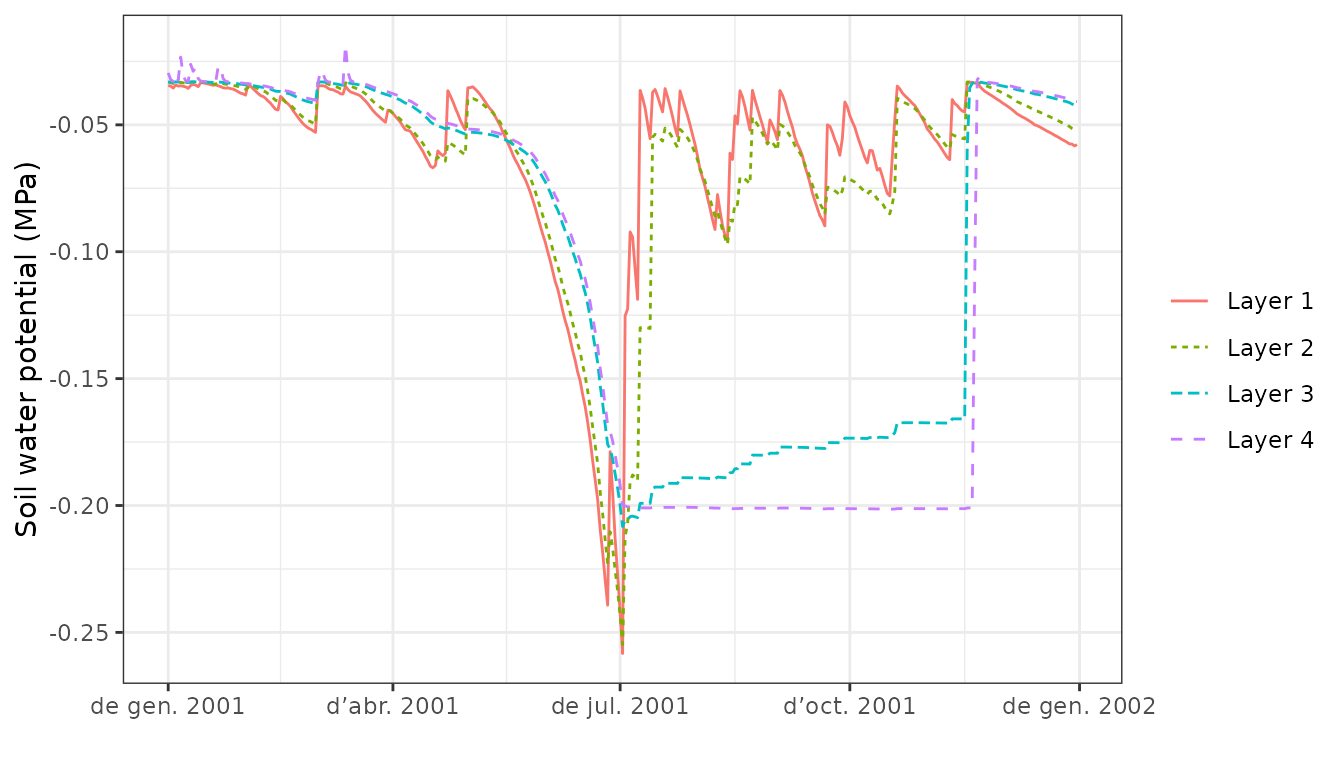 Soil water potential (MPa)
-0.05
-0.10
-0.15
-0.20
-0.25
de gen. 2001
d’abr. 2001
de jul. 2001
d’oct. 2001
de gen. 2002
Layer 1
Layer 2
Layer 3
Layer 4